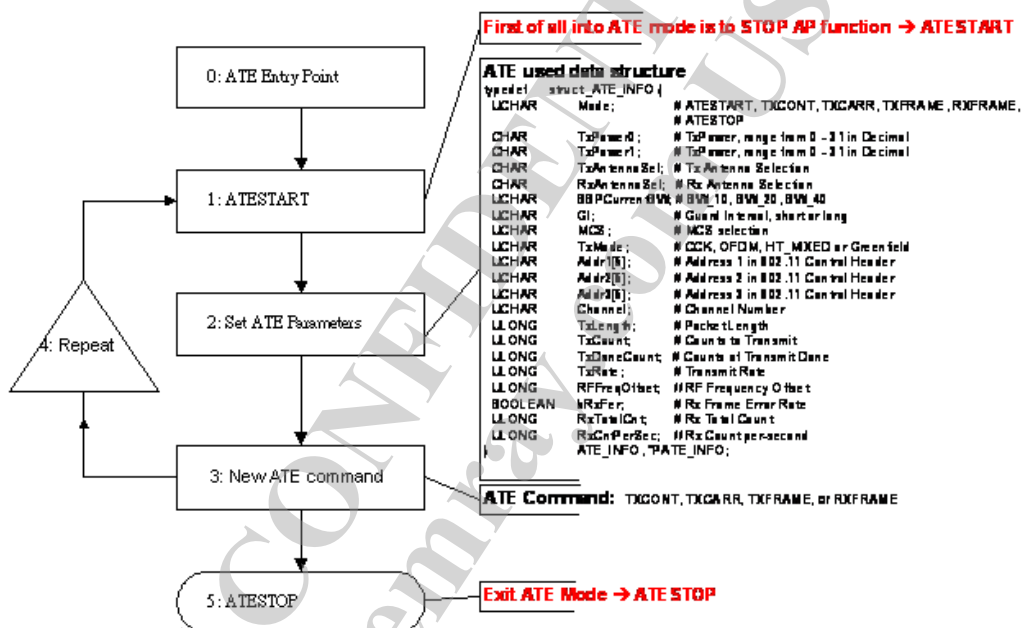 First of all into ATE mode is to STOP AP function → ATESTART
0: ATE Entry Point
1: ATESTART
2: Set ATE Parameters
4: Repeat
3: New ATE command
5: ATESTOP
ATE used data structure
typedef struct_ATE_INFO {
UCHAR Mode; # ATESTART, TXCONT, TXCARR, TXFRAME, RXFRAME,
# ATESTOP
CHAR TxPower0; # TxPower, range from 0 ~ 31 in Decimal
CHAR TxPower1; # TxPower, range from 0 ~ 31 in Decimal
CHAR TxAntennaSel; # Tx Antenna Selection
CHAR RxAntennaSel; # Rx Antenna Selection
UCHAR BBPCurrentBW; # BW_10, BW_20, BW_40
UCHAR GI; # Guard Interval, short or long
UCHAR MCS; # MCS selection
UCHAR TxMode; # CCK, OFDM, HT_MIXED or Greenfield
UCHAR Addr1[6]; # Address 1 in 802.11 Control Header
UCHAR Addr2[6]; # Address 2 in 802.11 Control Header
UCHAR Addr3[6]; # Address 3 in 802.11 Control Header
UCHAR Channel; # Channel Number
ULONG TxLength; # Packet Length
ULONG TxCount; # Counts to Transmit
ULONG TxDoneCount; # Counts of Transmit Done
ULONG TxRate; # Transmit Rate
ULONG RFFreqOffset; # RF Frequency Offset
BOOLEAN bRxFer; # Rx Frame Error Rate
ULONG RxTotalCnt; # Rx Total Count
ULONG RxCntPerSec; # Rx Count per-second
} ATE_INFO, *PATE_INFO;
ATE Command: TXCONT, TXCARR, TXFRAME, or RXFRAME
Exit ATE Mode → ATESTOP